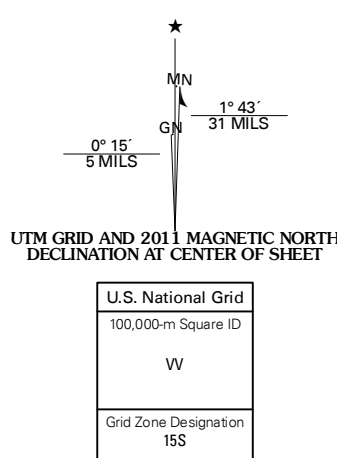 ★
MN
1° 43´
31 MILS
GN
0° 15´
5 MILS
UTM GRID AND 2011 MAGNETIC NORTH
DECLINATION AT CENTER OF SHEET
U.S. National Grid
100,000-m Square ID
VV
Grid Zone Designation
15S